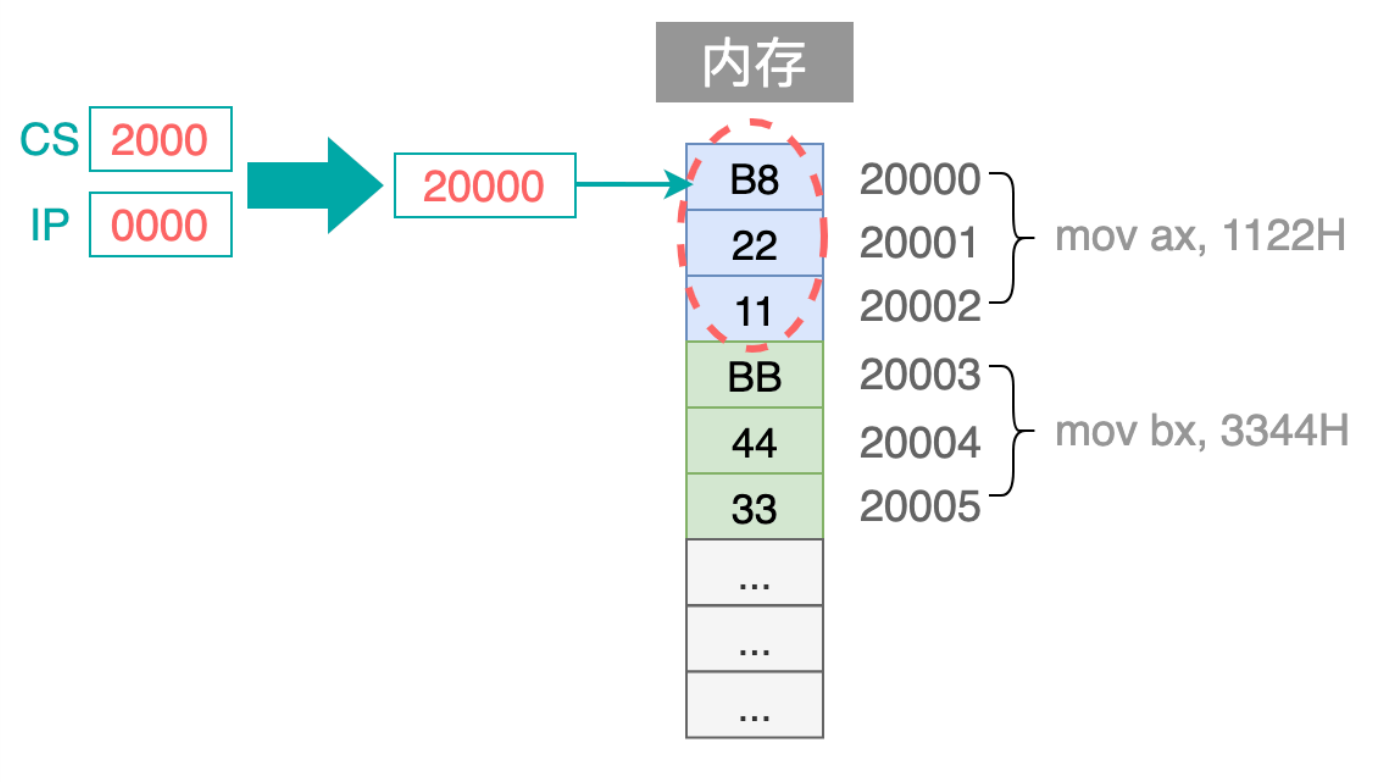 内存
CS 2000
IP 0000
20000
B8 20000
22 20001
11 20002
mov ax, 1122H
BB 20003
44 20004
33 20005
mov bx, 3344H
...
...
...